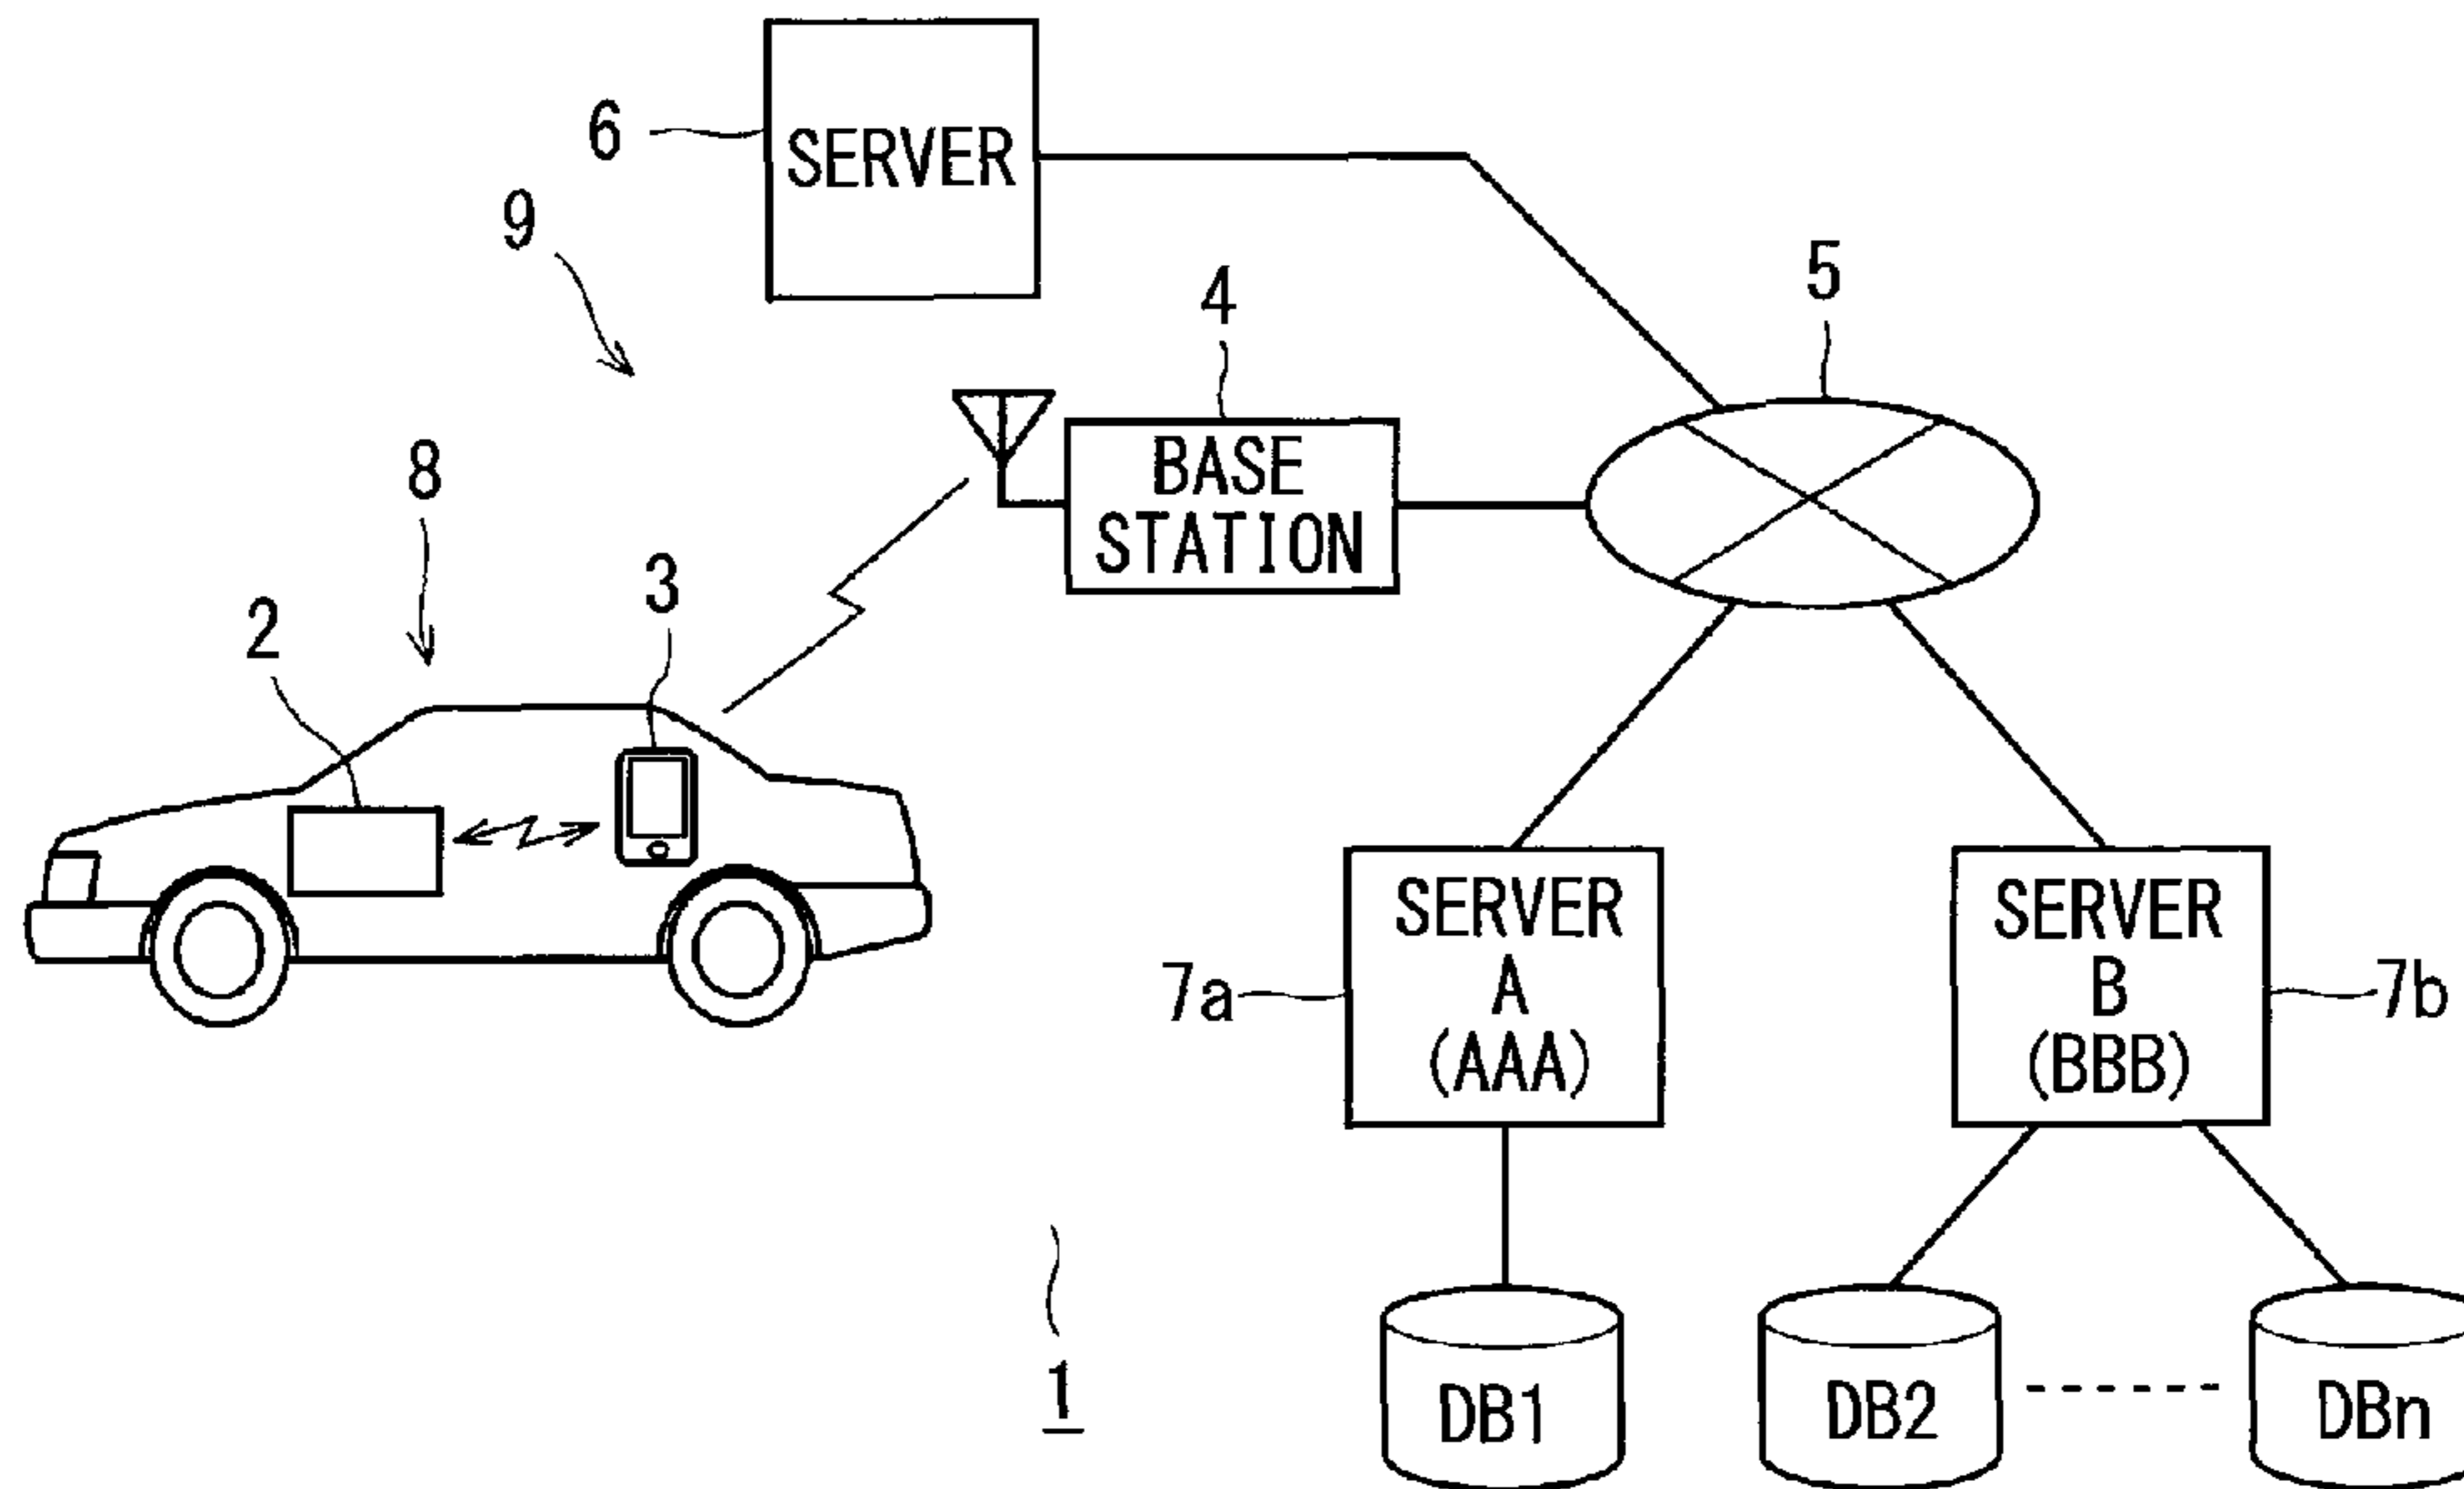 6
SERVER
9
5
4
BASE
STATION
8
3
2
SERVER
A
(AAA)
7a
SERVER
B
(BBB)
7b
1
DB1
DB2
DBn